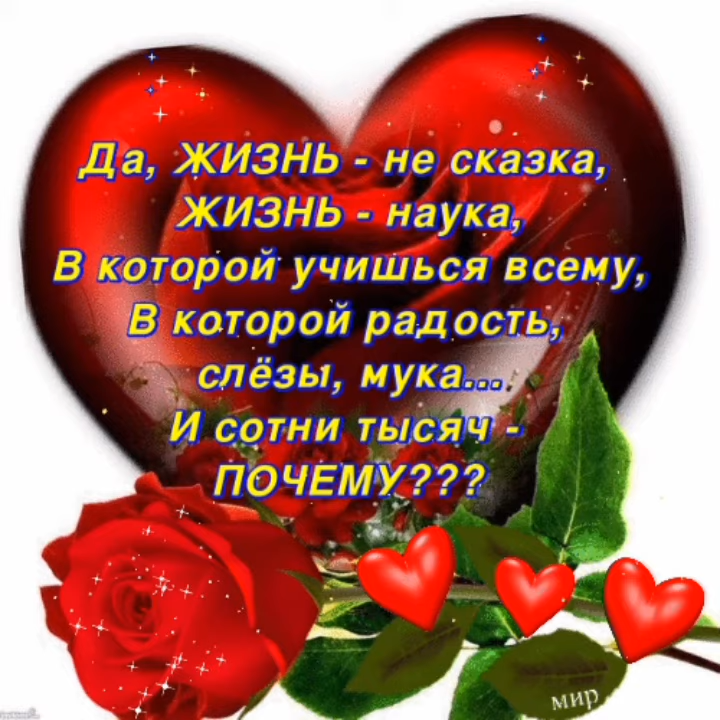 Да, ЖИЗНЬ - не сказка,
ЖИЗНЬ - наука,
В которой учишься всему,
В которой радость,
слёзы, мука...
И сотни тысяч -
ПОЧЕМУ???
мир